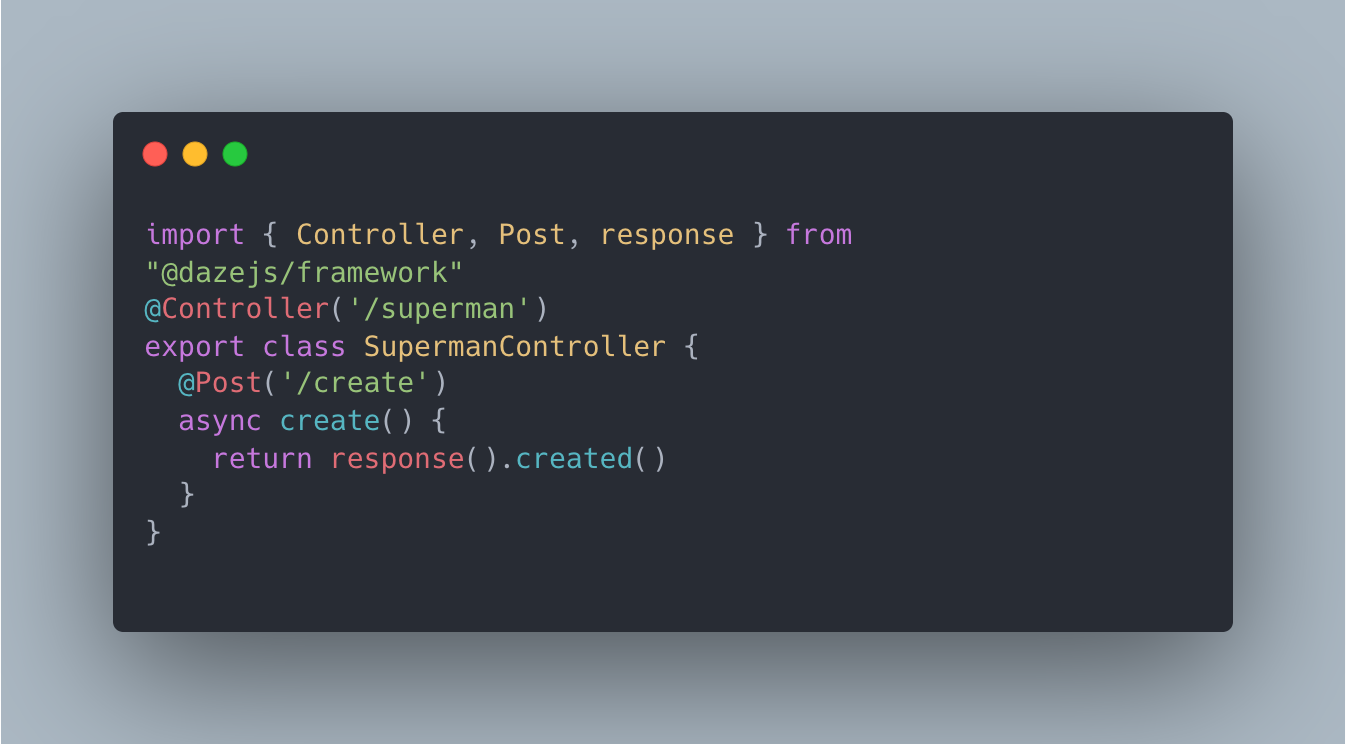 import { Controller, Post, response } from
"@dazejs/framework"
@Controller('/superman')
export class SupermanController {
  @Post('/create')
  async create() {
    return response().created()
  }
}